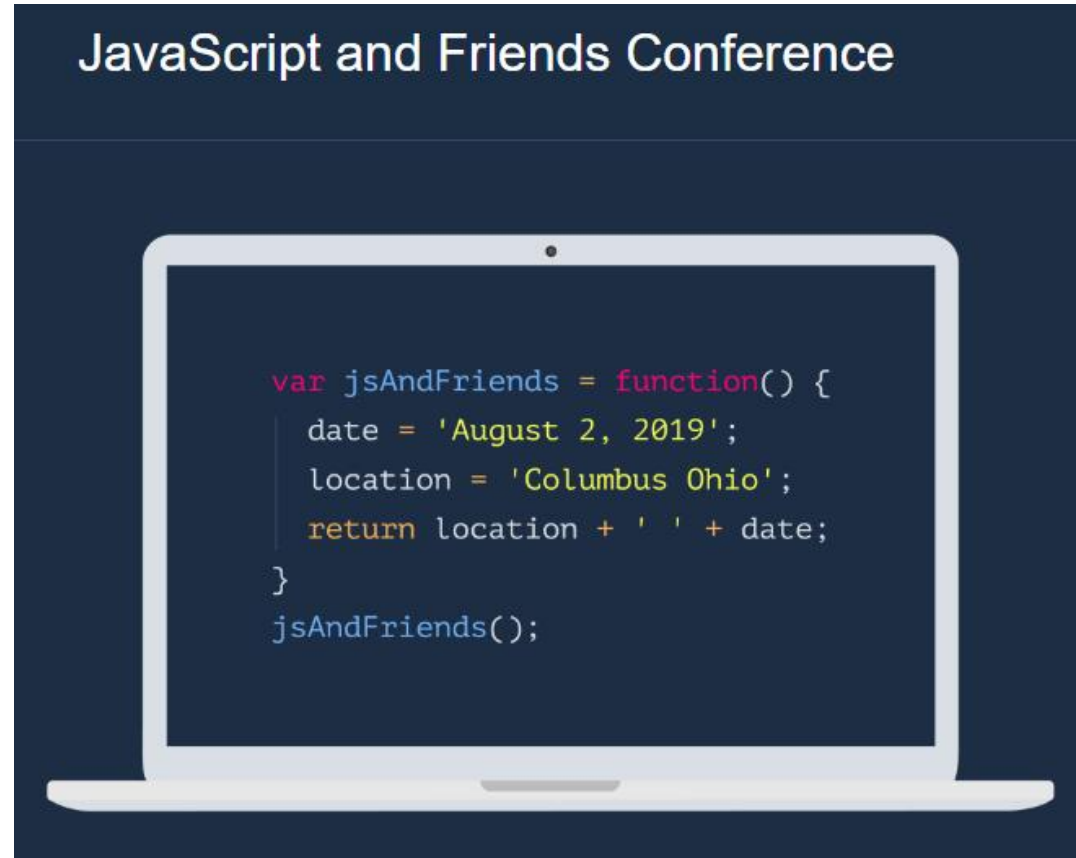 JavaScript and Friends Conference
var jsAndFriends = function() {
date = 'August 2, 2019';
location = 'Columbus Ohio';
return location + ' ' + date;
}
jsAndFriends();